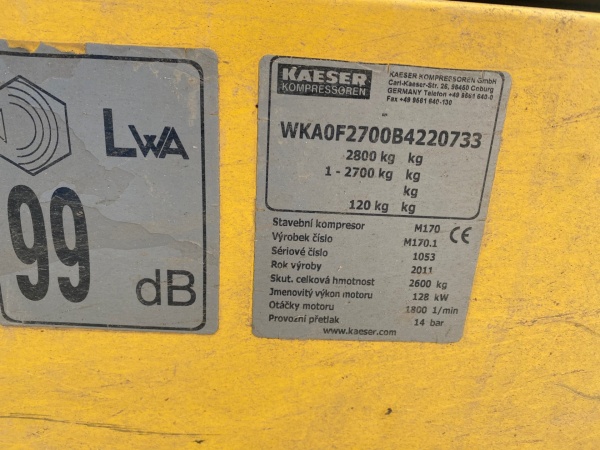 LWA
99
dB
KAESER
KOMPRESSOREN
KAESER KOMPRESSOREN GmbH
Carl-Kaeser-Str. 26, 96450 Coburg
GERMANY Telefon +49 9561 640-0
Fax +49 9561 640-130
WKA0F2700B4220733
2800 kg kg
1 - 2700 kg kg
kg
120 kg kg
Stavební kompresor M170
Výrobek číslo M170.1
Sériové číslo 1053
Rok výroby 2011
Skut. celková hmotnost 2600 kg
Jmenovitý výkon motoru 128 kW
Otáčky motoru 1800 1/min
Provozní přetlak 14 bar
CE
www.kaeser.com